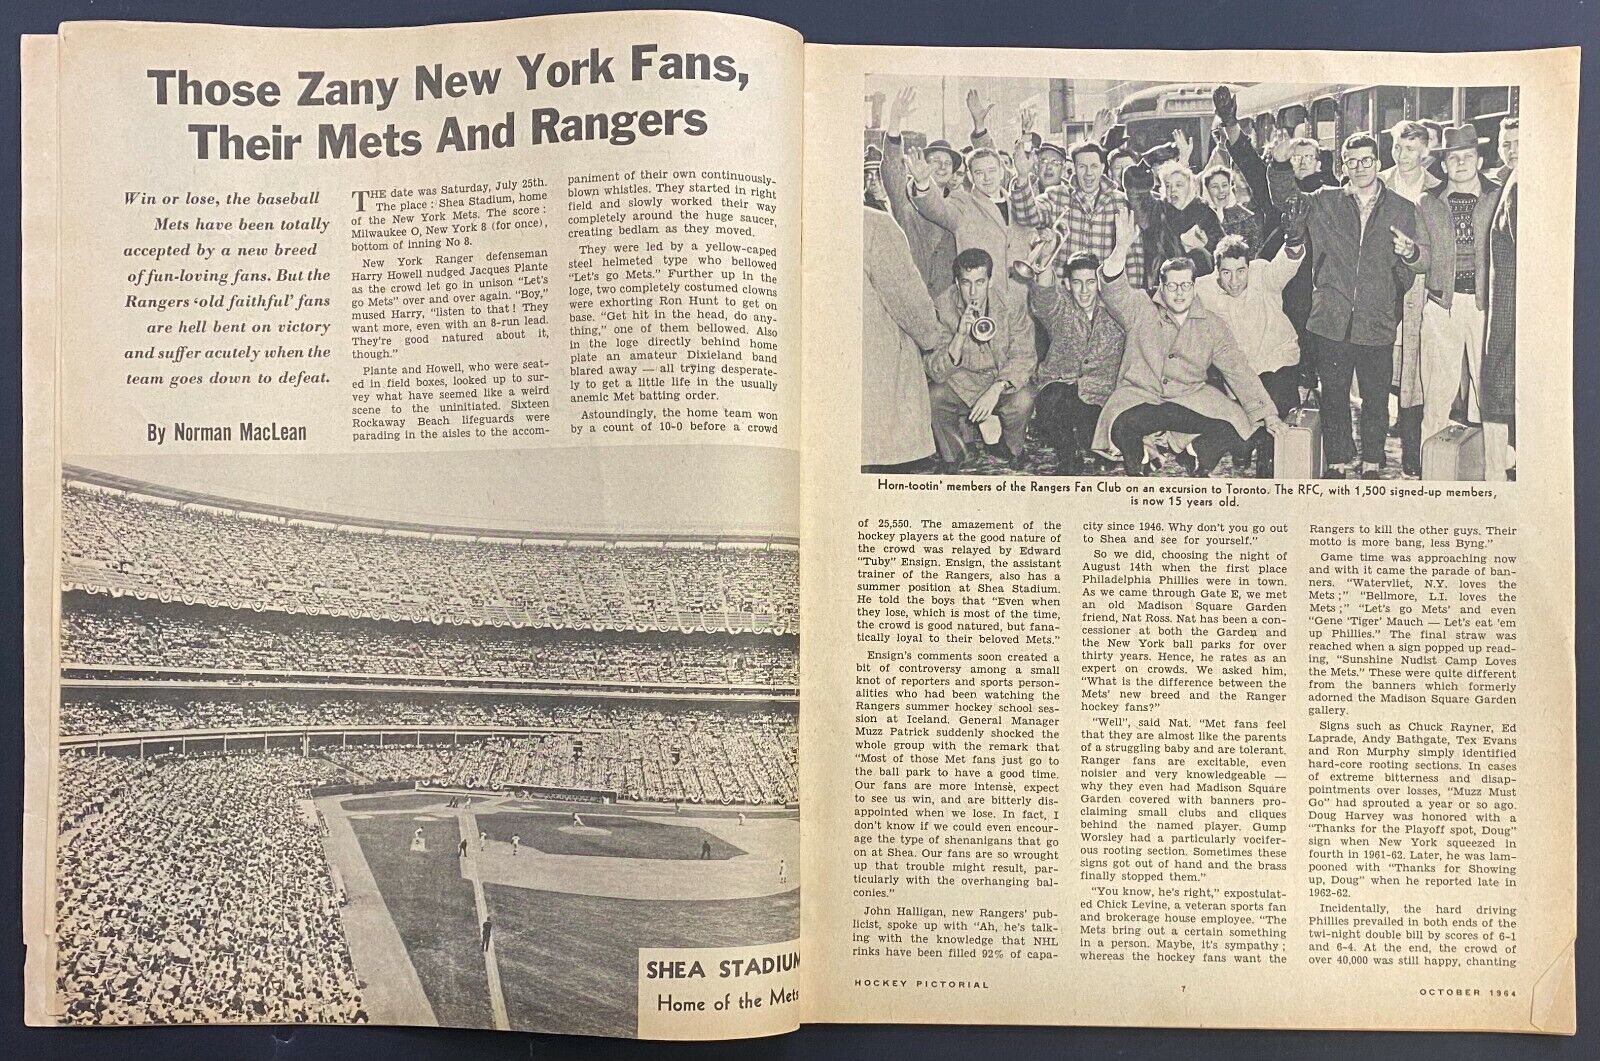 Those Zany New York Fans,
Their Mets And Rangers
Win or lose, the baseball
Mets have been totally
accepted by a new breed
of fun-loving fans. But the
Rangers 'old faithful' fans
are hell bent on victory
and suffer acutely when the
team goes down to defeat.
By Norman MacLean
THE date was Saturday, July 25th.
The place : Shea Stadium, home
of the New York Mets. The score :
Milwaukee O, New York 8 (for once),
bottom of inning No 8.
New York Ranger defenseman
Harry Howell nudged Jacques Plante
as the crowd let go in unison "Let's
go Mets" over and over again. "Boy,"
mused Harry, "listen to that ! They
want more, even with an 8-run lead.
They're good natured about it,
though."
Plante and Howell, who were seat-
ed in field boxes, looked up to sur-
vey what have seemed like a weird
scene to the uninitiated. Sixteen
Rockaway Beach lifeguards were
parading in the aisles to the accom-
paniment of their own continuously-
blown whistles. They started in right
field and slowly worked their way
completely around the huge saucer,
creating bedlam as they moved.
They were led by a yellow-caped
steel helmeted type who bellowed
"Let's go Mets." Further up in the
loge, two completely costumed clowns
were exhorting Ron Hunt to get on
base. "Get hit in the head, do any-
thing," one of them bellowed. Also
in the loge directly behind home
plate an amateur Dixieland band
blared away — all trying desperate-
ly to get a little life in the usually
anemic Met batting order.
Astoundingly, the home team won
by a count of 10-0 before a crowd
SHEA STADIUM
Home of the Mets
Horn-tootin' members of the Rangers Fan Club on an excursion to Toronto. The RFC, with 1,500 signed-up members,
is now 15 years old.
of 25,550. The amazement of the
hockey players at the good nature of
the crowd was relayed by Edward
"Tuby" Ensign. Ensign, the assistant
trainer of the Rangers, also has a
summer position at Shea Stadium.
He told the boys that "Even when
they lose, which is most of the time,
the crowd is good natured, but fana-
tically loyal to their beloved Mets."
Ensign's comments soon created a
bit of controversy among a small
knot of reporters and sports person-
alities who had been watching the
Rangers summer hockey school ses-
sion at Iceland. General Manager
Muzz Patrick suddenly shocked the
whole group with the remark that
"Most of those Met fans just go to
the ball park to have a good time.
Our fans are more intense, expect
to see us win, and are bitterly dis-
appointed when we lose. In fact, I
don't know if we could even encour-
age the type of shenanigans that go
on at Shea. Our fans are so wrought
up that trouble might result, par-
ticularly with the overhanging bal-
conies."
John Halligan, new Rangers' pub-
licist, spoke up with "Ah, he's talk-
ing with the knowledge that NHL
rinks have been filled 92% of capa-
city since 1946. Why don't you go out
to Shea and see for yourself."
So we did, choosing the night of
August 14th when the first place
Philadelphia Phillies were in town.
As we came through Gate E, we met
an old Madison Square Garden
friend, Nat Ross. Nat has been a con-
cessioner at both the Garden and
the New York ball parks for over
thirty years. Hence, he rates as an
expert on crowds. We asked him,
"What is the difference between the
Mets' new breed and the Ranger
hockey fans?"
"Well", said Nat. "Met fans feel
that they are almost like the parents
of a struggling baby and are tolerant.
Ranger fans are excitable, even
noisier and very knowledgeable —
why they even had Madison Square
Garden covered with banners pro-
claiming small clubs and cliques
behind the named player. Gump
Worsley had a particularly vocifer-
ous rooting section. Sometimes these
signs got out of hand and the brass
finally stopped them."
"You know, he's right," expostulat-
ed Chick Levine, a veteran sports fan
and brokerage house employee. "The
Mets bring out a certain something
in a person. Maybe, it's sympathy ;
whereas the hockey fans want the
Rangers to kill the other guys. Their
motto is more bang, less Byng."
Game time was approaching now
and with it came the parade of ban-
ners. "Watervliet, N.Y. loves the
Mets ;" "Bellmore, L.I. loves the
Mets ;" "Let's go Mets' and even
"Gene 'Tiger' Mauch — Let's eat 'em
up Phillies." The final straw was
reached when a sign popped up read-
ing, "Sunshine Nudist Camp Loves
the Mets." These were quite different
from the banners which formerly
adorned the Madison Square Garden
gallery.
Signs such as Chuck Rayner, Ed
Laprade, Andy Bathgate, Tex Evans
and Ron Murphy simply identified
hard-core rooting sections. In cases
of extreme bitterness and disap-
pointments over losses, "Muzz Must
Go" had sprouted a year or so ago.
Doug Harvey was honored with a
"Thanks for the Playoff spot, Doug"
sign when New York squeezed in
fourth in 1961-62. Later, he was lam-
pooned with "Thanks for Showing
up, Doug" when he reported late in
1962-62.
Incidentally, the hard driving
Phillies prevailed in both ends of the
twi-night double bill by scores of 6-1
and 6-4. At the end, the crowd of
over 40,000 was still happy, chanting
HOCKEY PICTORIAL
7
OCTOBER 1964